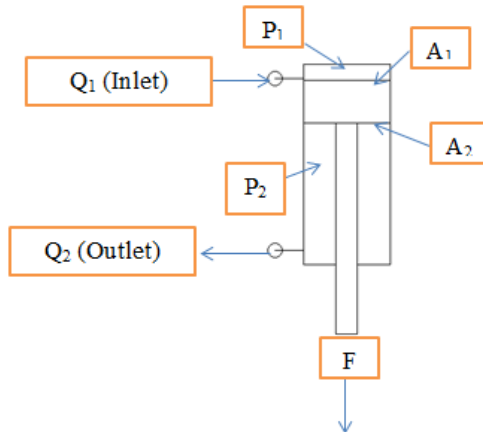 P₁
A₁
Q₁ (Inlet)
A₂
P₂
Q₂ (Outlet)
F